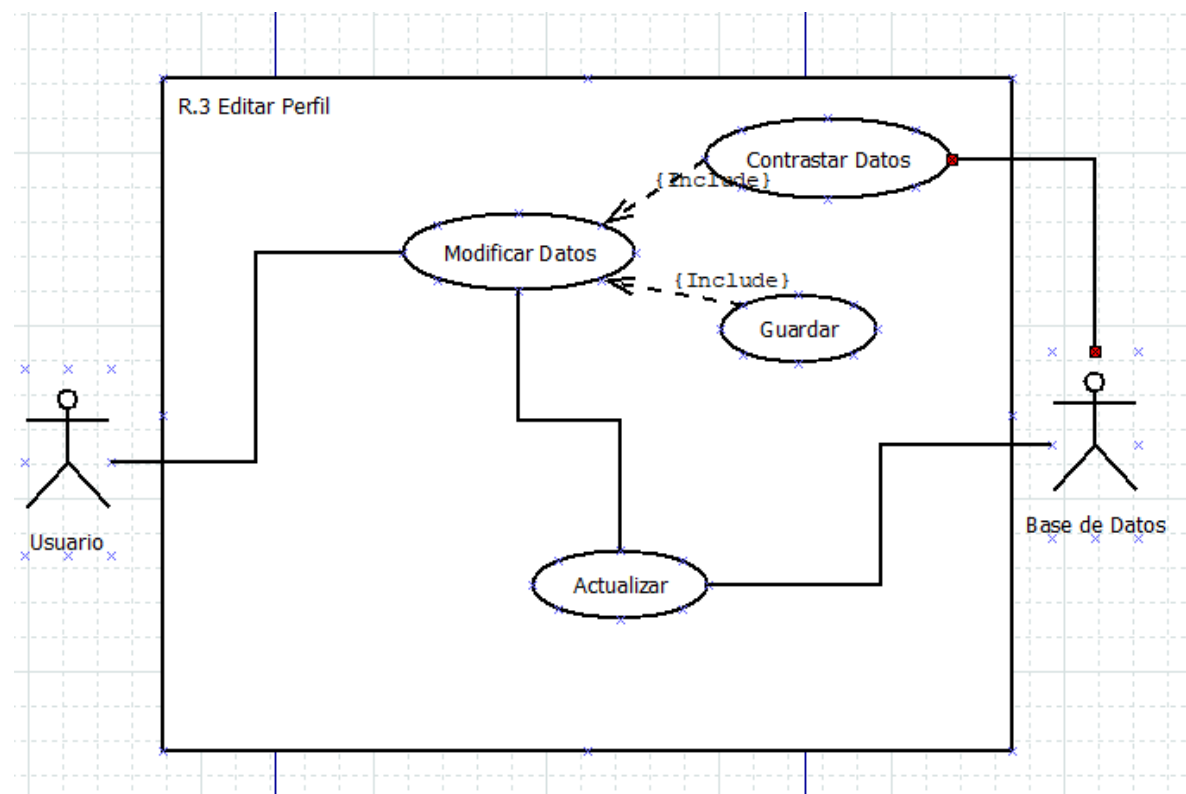 R.3 Editar Perfil
Contrastar Datos
{Include}
Modificar Datos
{Include}
Guardar
Usuario
Base de Datos
Actualizar